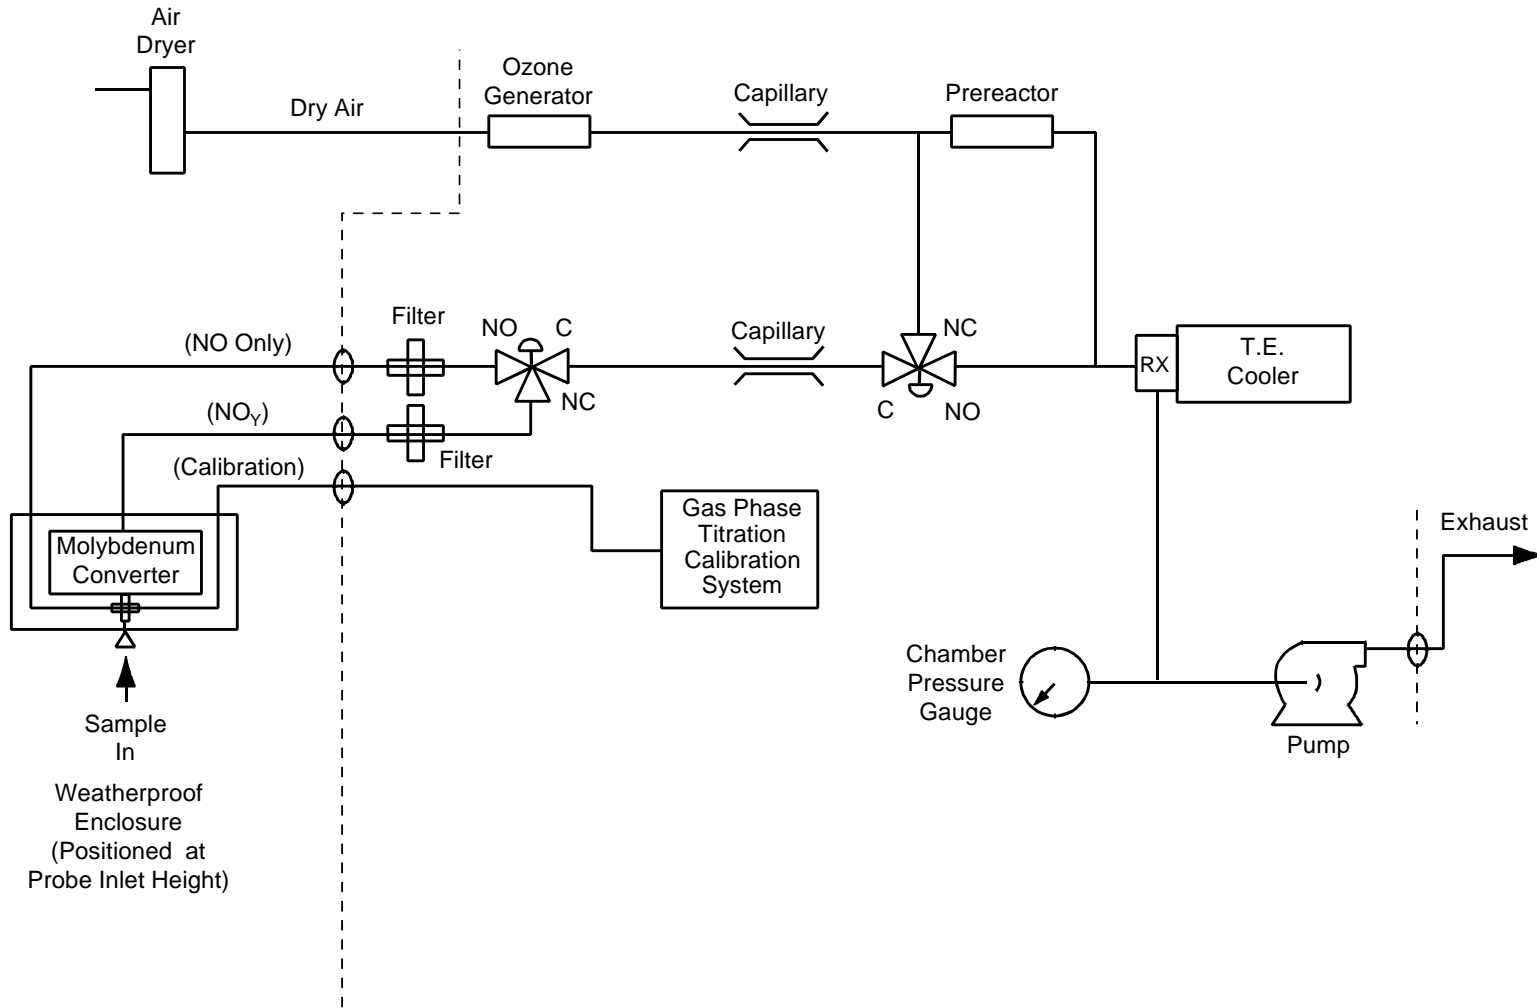 Air
Dryer
Dry Air
Ozone
Generator
Capillary
Prereactor
(NO Only)
Filter
NO
C
NC
Capillary
NC
C
NO
RX
T.E.
Cooler
(NOY)
Filter
(Calibration)
Molybdenum
Converter
Gas Phase
Titration
Calibration
System
Exhaust
Chamber
Pressure
Gauge
Pump
Sample
In
Weatherproof
Enclosure
(Positioned at
Probe Inlet Height)